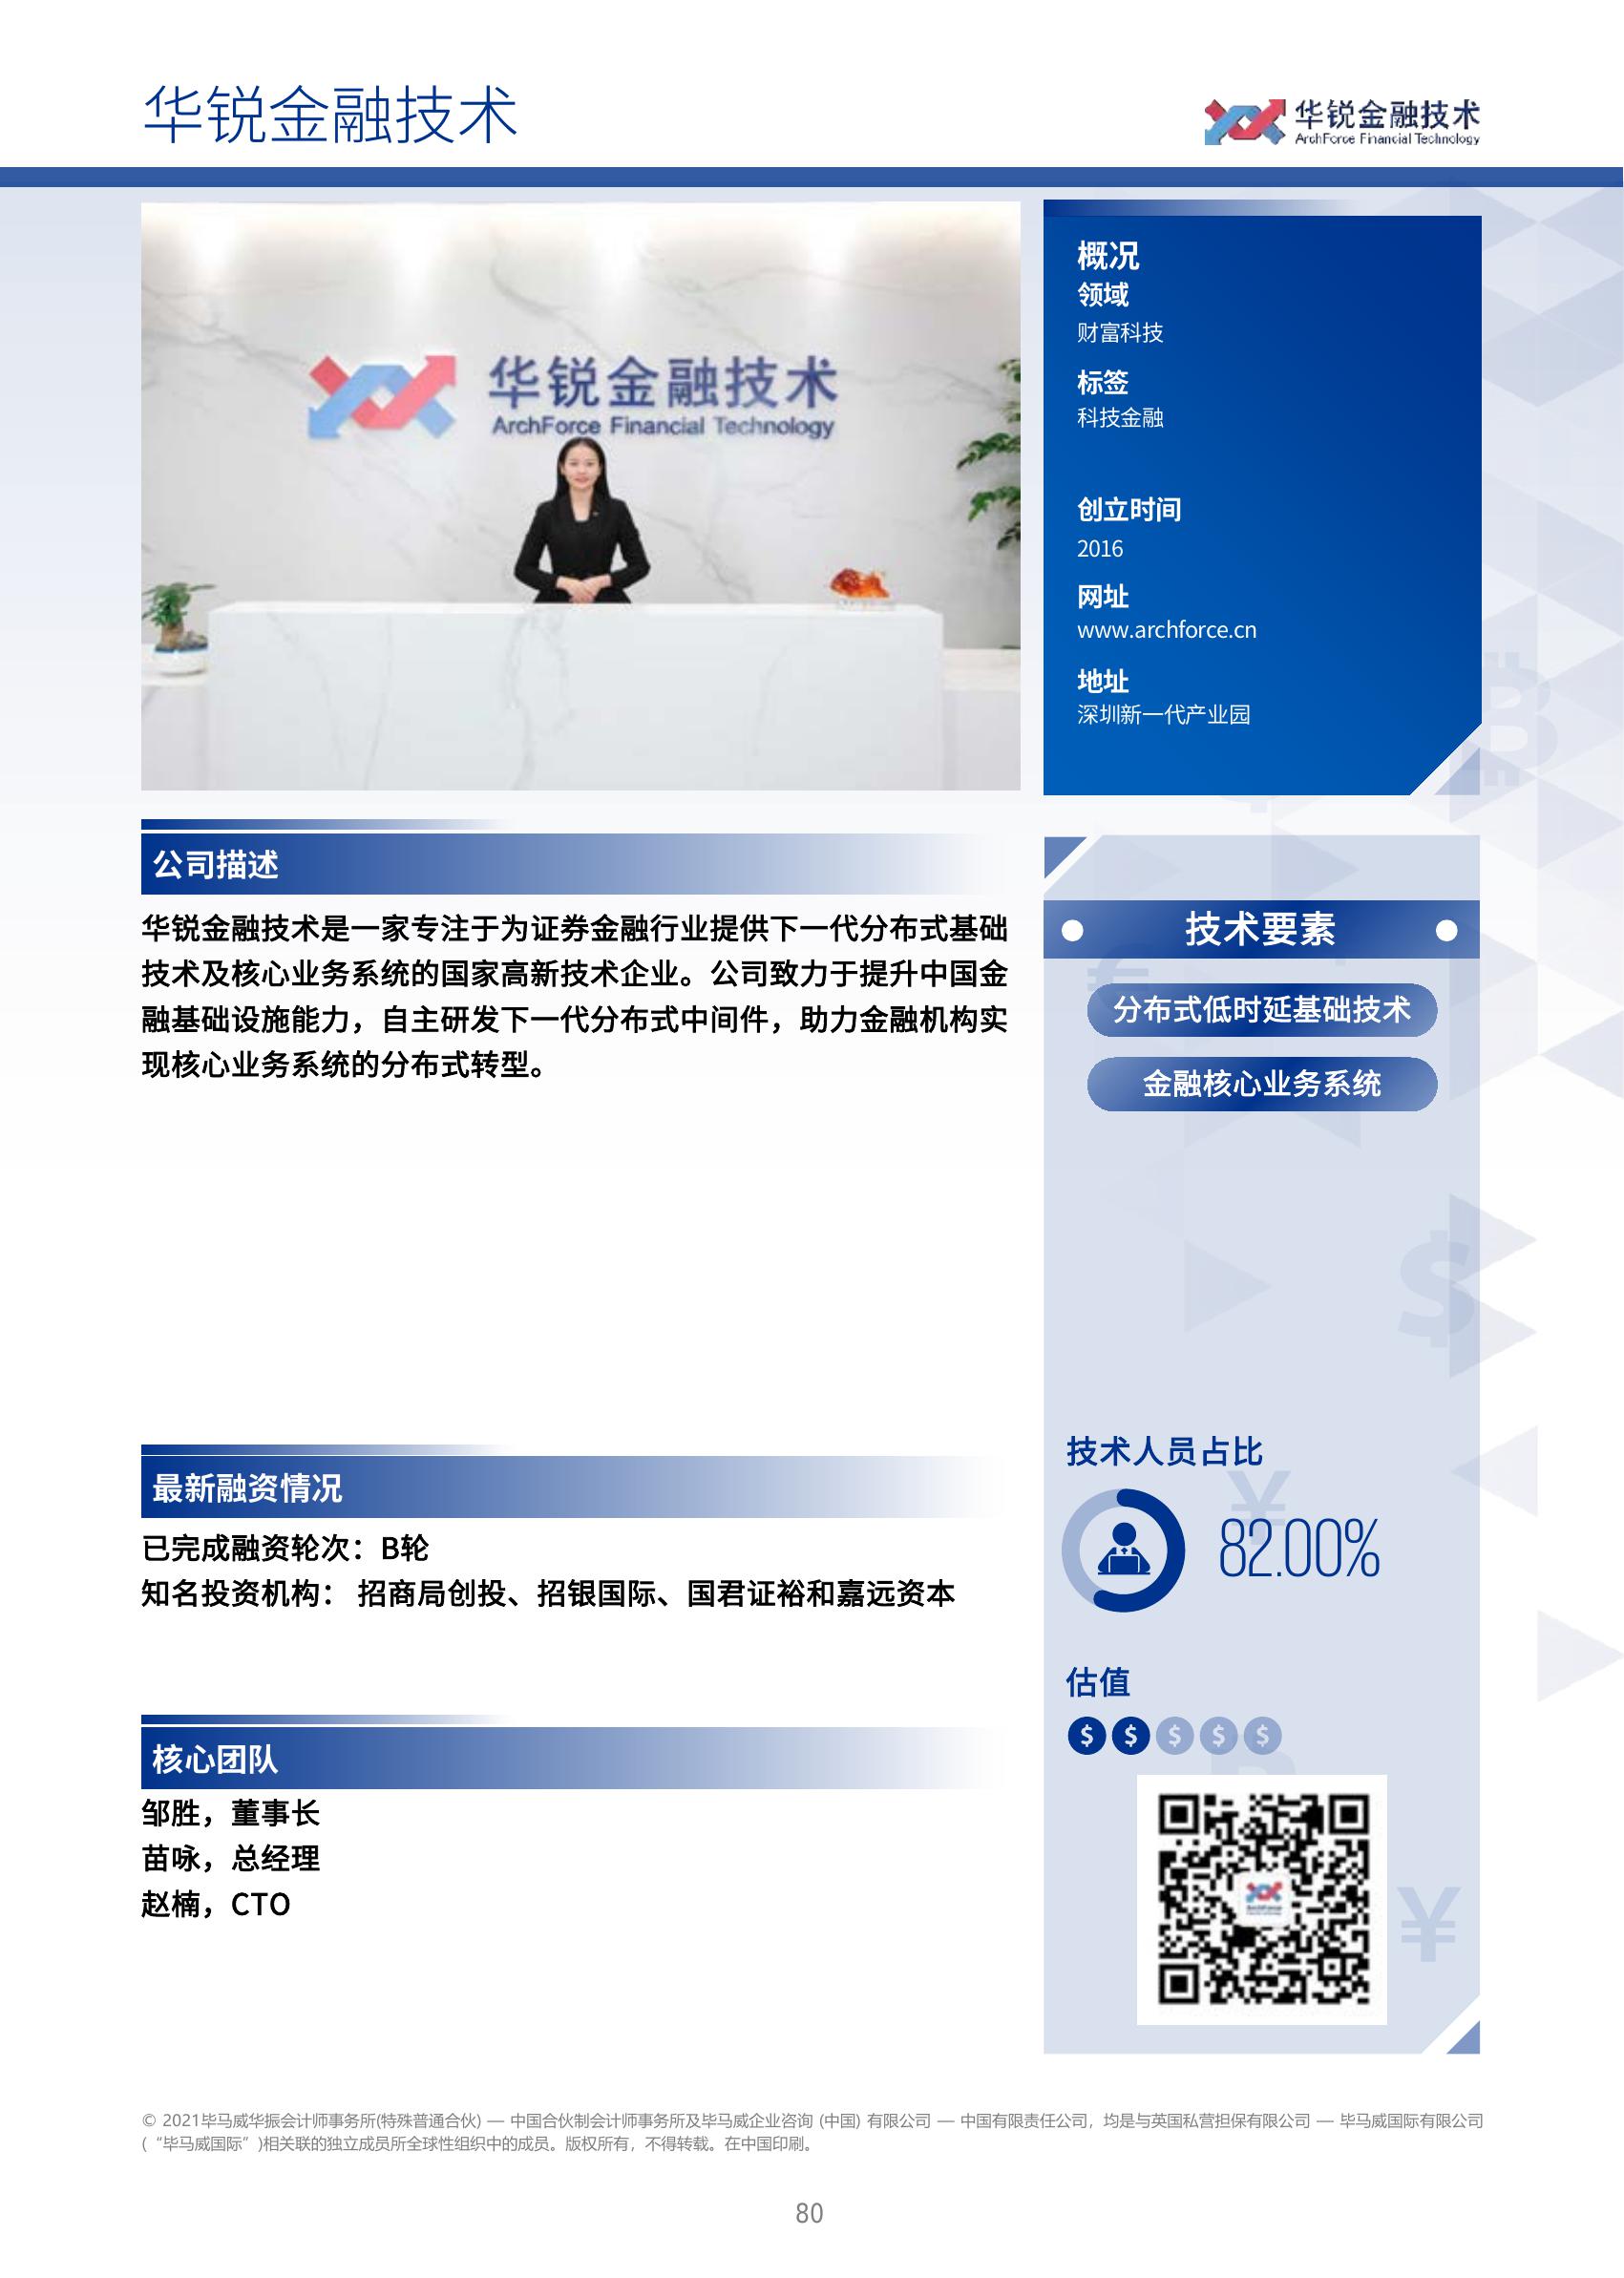 华锐金融技术
华锐金融技术
ArchForce Financial Technology
华锐金融技术
ArchForce Financial Technology
概况
领域
财富科技
标签
科技金融
创立时间
2016
网址
www.archforce.cn
地址
深圳新一代产业园
公司描述
华锐金融技术是一家专注于为证券金融行业提供下一代分布式基础
技术及核心业务系统的国家高新技术企业。公司致力于提升中国金
融基础设施能力，自主研发下一代分布式中间件，助力金融机构实
现核心业务系统的分布式转型。
技术要素
分布式低时延基础技术
金融核心业务系统
最新融资情况
已完成融资轮次：B轮
知名投资机构： 招商局创投、招银国际、国君证裕和嘉远资本
技术人员占比
82.00%
估值
核心团队
邹胜，董事长
苗咏，总经理
赵楠，CTO
© 2021毕马威华振会计师事务所(特殊普通合伙) — 中国合伙制会计师事务所及毕马威企业咨询 (中国) 有限公司 — 中国有限责任公司，均是与英国私营担保有限公司 — 毕马威国际有限公司
(“毕马威国际”)相关联的独立成员所全球性组织中的成员。版权所有，不得转载。在中国印刷。
80